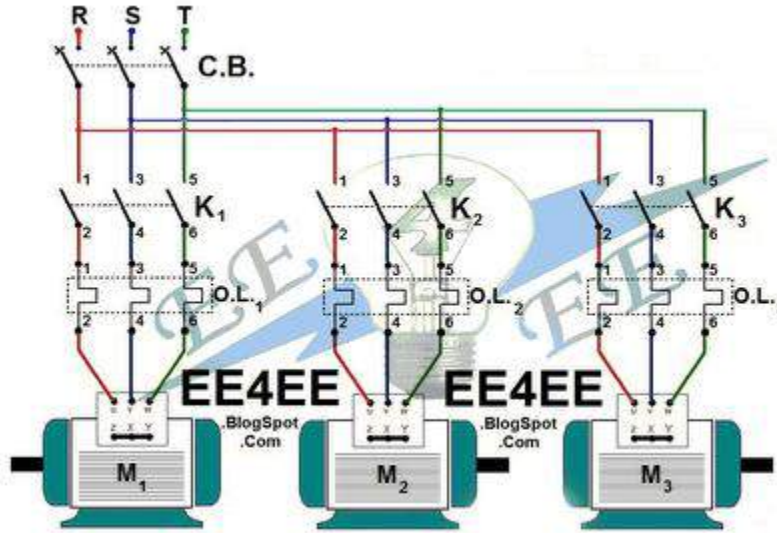 R S T
C.B.
1 3 5 1 3 5 1 3 5
K1 K2 K3
2 4 6 2 4 6 2 4 6
1 3 5 1 3 5 1 3 5
O.L.1 O.L.2 O.L.
2 4 6 2 4 6 2 4 6
EE EE
EE4EE EE4EE
.BlogSpot .BlogSpot
.Com .Com
U V W U V W U V W
Z X Y Z X Y Z X Y
M1 M2 M3